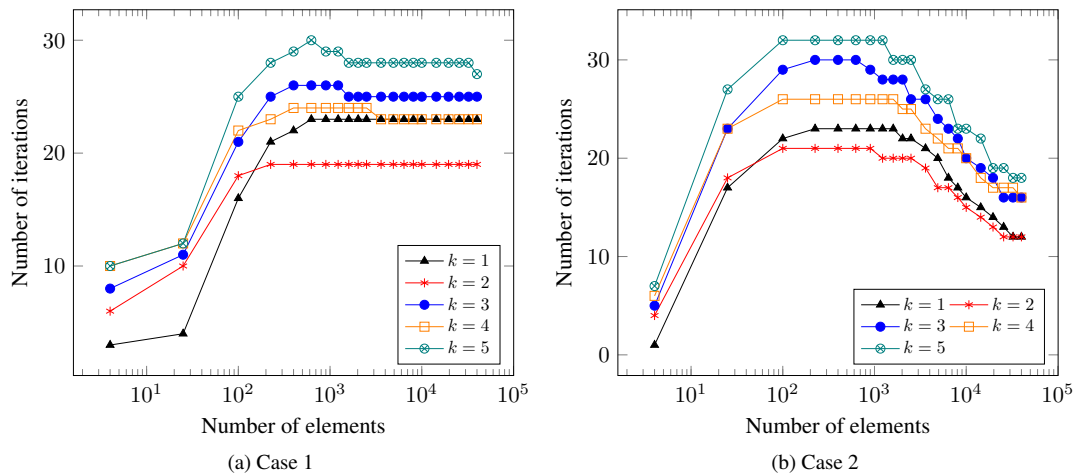 30
20
10
10^1
10^2
10^3
10^4
10^5
Number of elements
Number of iterations
k = 1
k = 2
k = 3
k = 4
k = 5
(a) Case 1
30
20
10
0
10^1
10^2
10^3
10^4
10^5
Number of elements
Number of iterations
k = 1 k = 2
k = 3 k = 4
k = 5
(b) Case 2